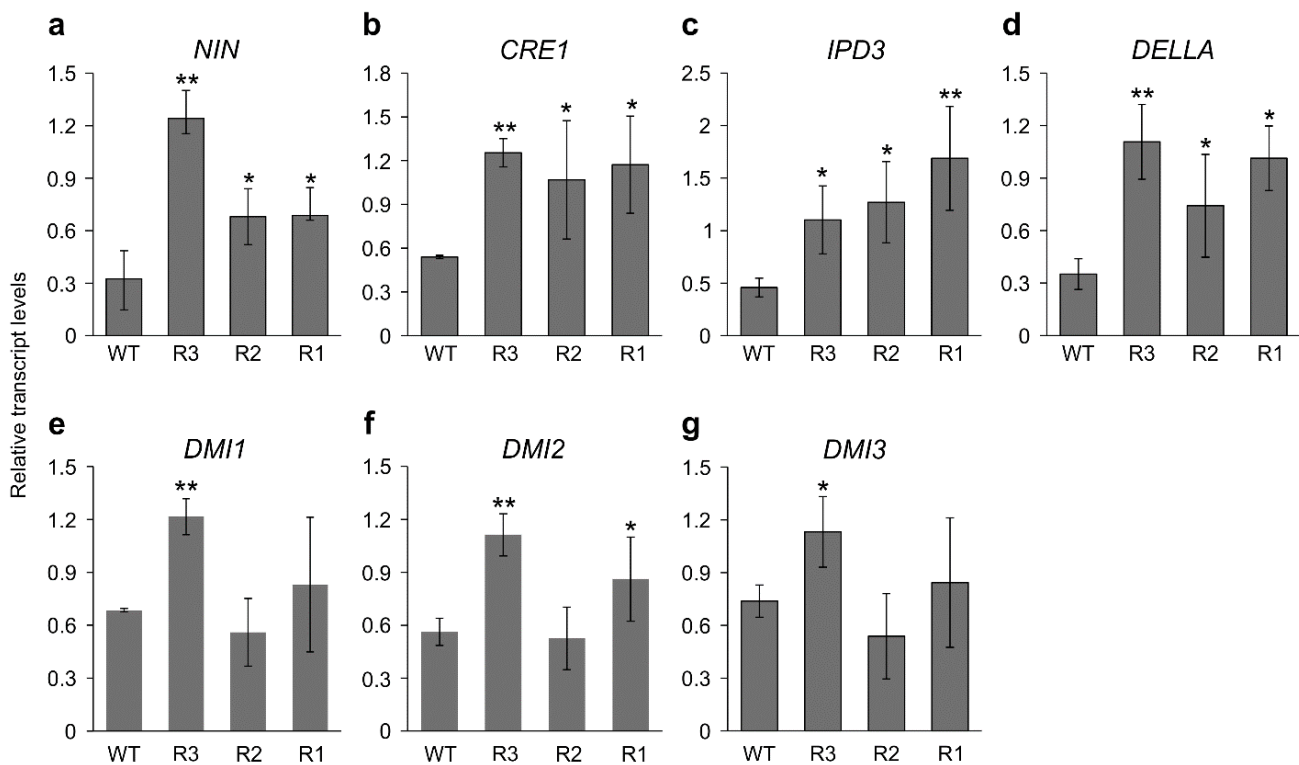 a
NIN
1.5
1.2
0.9
0.6
0.3
0
**
*
*
WT R3 R2 R1
b
CRE1
1.8
1.5
1.2
0.9
0.6
0.3
0
**
*
*
WT R3 R2 R1
c
IPD3
2.5
2
1.5
1
0.5
0
*
*
**
WT R3 R2 R1
d
DELLA
1.5
1.2
0.9
0.6
0.3
0
**
*
*
WT R3 R2 R1
Relative transcript levels
e
DMI1
1.5
1.2
0.9
0.6
0.3
0
**
WT R3 R2 R1
f
DMI2
1.5
1.2
0.9
0.6
0.3
0
**
*
WT R3 R2 R1
g
DMI3
1.5
1.2
0.9
0.6
0.3
0
*
WT R3 R2 R1